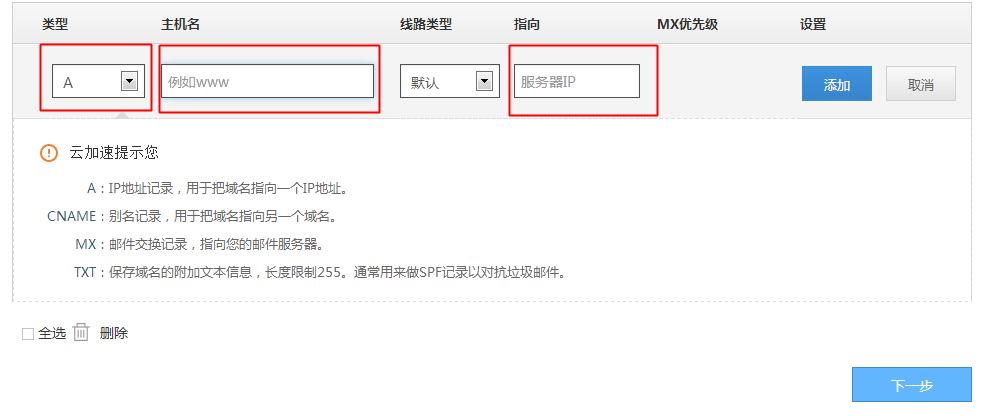 类型 主机名 线路类型 指向 MX优先级 设置
A 例如www 默认 服务器IP 添加 取消
云加速提示您
A：IP地址记录，用于把域名指向一个IP地址。
CNAME：别名记录，用于把域名指向另一个域名。
MX：邮件交换记录，指向您的邮件服务器。
TXT：保存域名的附加文本信息，长度限制255。通常用来做SPF记录以对抗垃圾邮件。
全选 删除
下一步